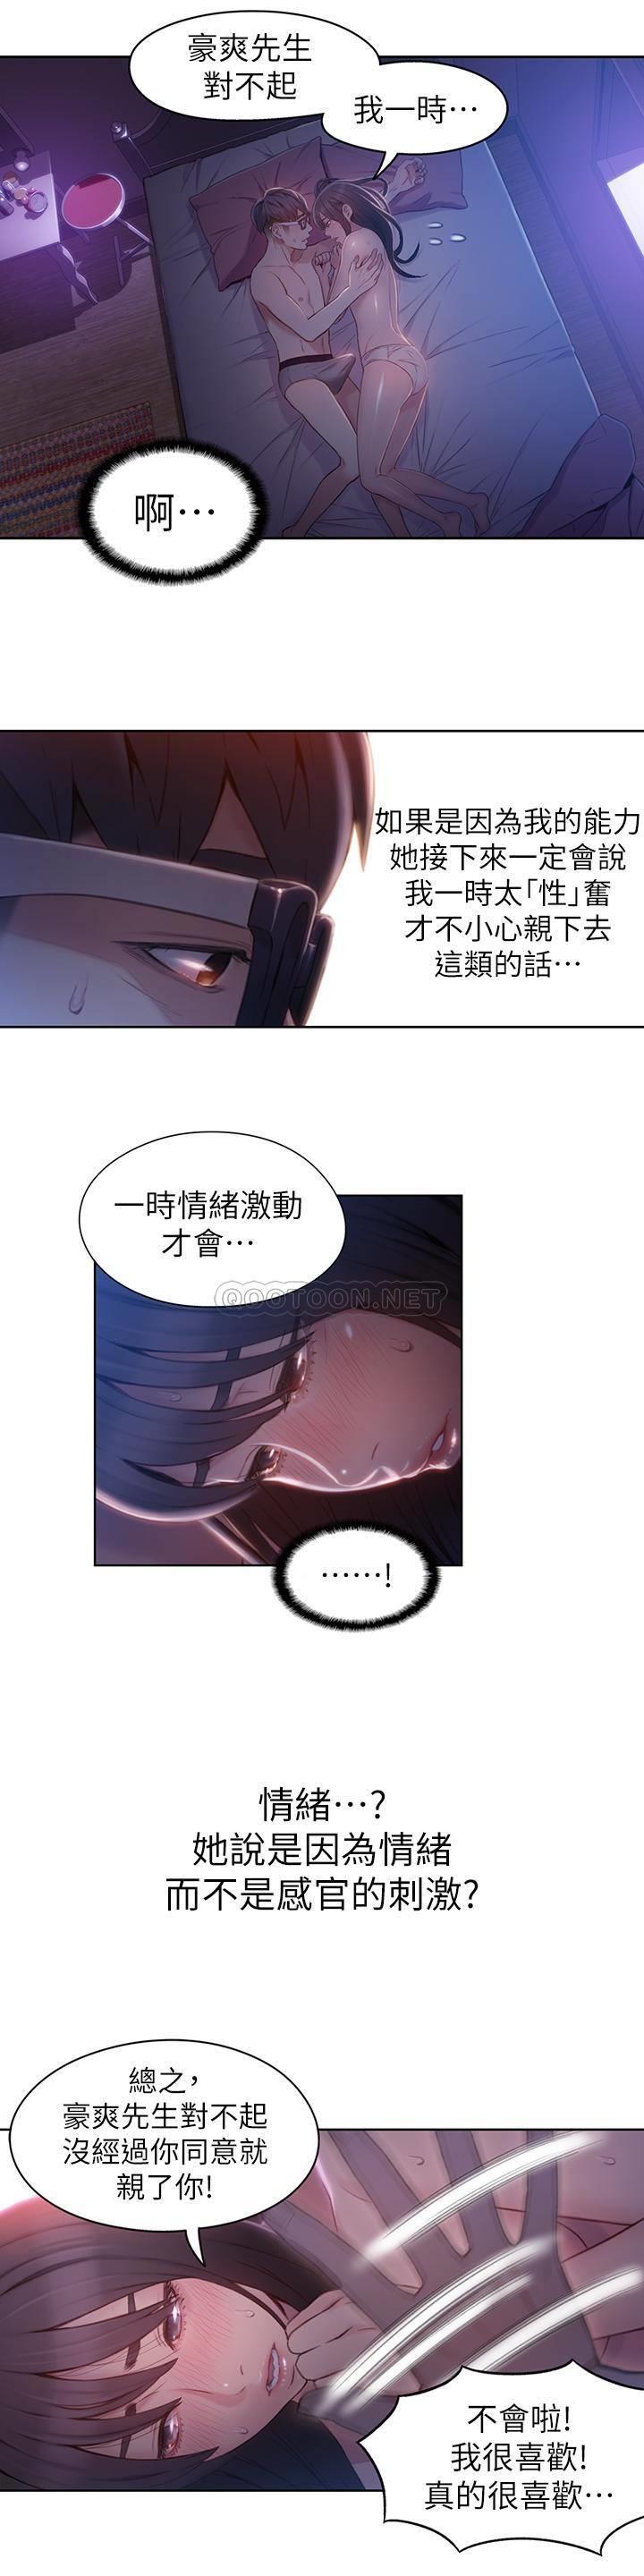 豪爽先生
對不起
我一時⋯
啊⋯
如果是因為我的能力
她接下來一定會說
我一時太「性」奮
才不小心親下去
這類的話⋯
一時情緒激動
才會⋯
QOOTOON.NET
⋯⋯!
情緒⋯?
她說是因為情緒
而不是感官的刺激?
總之,
豪爽先生對不起
沒經過你同意就
親了你!
不會啦!
我很喜歡!
真的很喜歡⋯